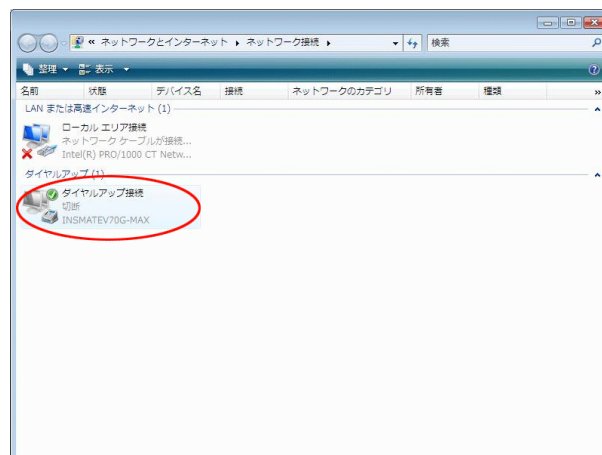 « ネットワークとインターネット ▸ ネットワーク接続 ▸ 検索
整理 表示
名前 状態 デバイス名 接続 ネットワークのカテゴリ 所有者 種類 »
LAN または高速インターネット (1)
ローカル エリア接続
ネットワーク ケーブルが接続...
Intel(R) PRO/1000 CT Netw...
ダイヤルアップ (1)
ダイヤルアップ接続
切断
INSMATEV70G-MAX